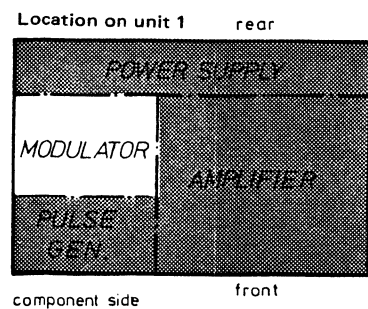 Location on unit 1
rear
POWER SUPPLY
MODULATOR
AMPLIFIER
PULSE
GEN.
front
component side